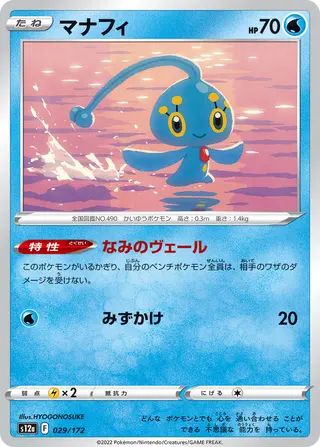 たね マナフィ HP70
全国図鑑NO.490 かいゆうポケモン 高さ:0.3m 重さ:1.4kg
特性 とくせい なみのヴェール
このポケモンがいるかぎり、自分のベンチポケモン全員は、相手のワザのダ
メージを受けない。
みずかけ 20
弱点 ×2 抵抗力 にげる
Illus.HYOGONOSUKE
s12a F 029/172
どんな ポケモンとでも 心を 通い合わせることが
できる 不思議な 能力を 持っている。
©2022 Pokémon/Nintendo/Creatures/GAME FREAK.